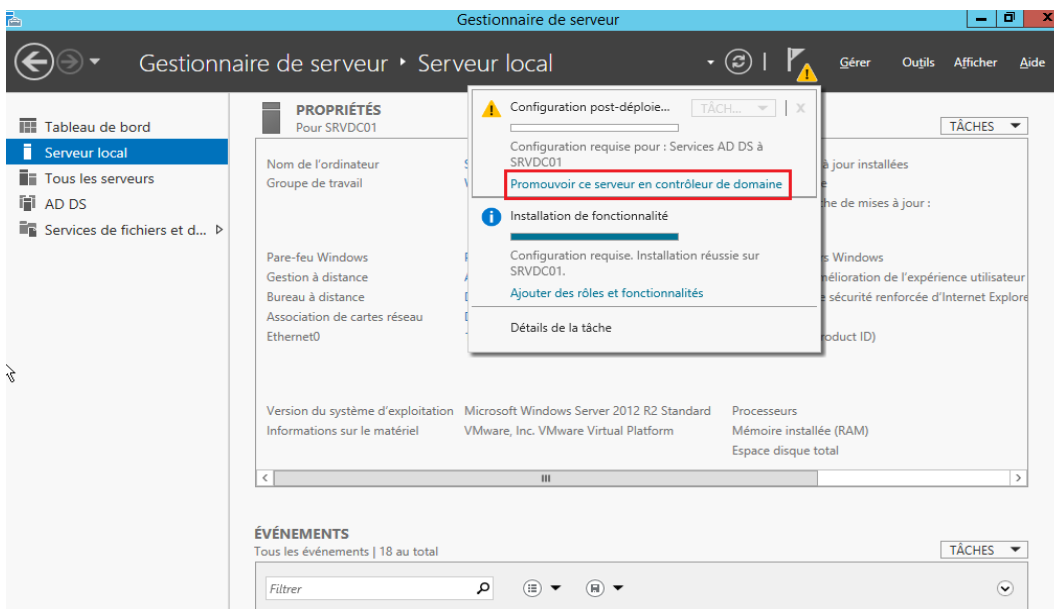 Gestionnaire de serveur
Gestionnaire de serveur
Serveur local
Gérer
Outils
Afficher
Aide
Tableau de bord
Serveur local
Tous les serveurs
AD DS
Services de fichiers et d...
PROPRIÉTÉS
Pour SRVDC01
TÂCHES
Nom de l'ordinateur
Groupe de travail
à jour installées
he de mises à jour :
Configuration post-déploie...
TÂCH...
X
Configuration requise pour : Services AD DS à
SRVDC01
Promouvoir ce serveur en contrôleur de domaine
Installation de fonctionnalité
Configuration requise. Installation réussie sur
SRVDC01.
Ajouter des rôles et fonctionnalités
Détails de la tâche
Pare-feu Windows
Gestion à distance
Bureau à distance
Association de cartes réseau
Ethernet0
s Windows
mélioration de l'expérience utilisateur
e sécurité renforcée d'Internet Explore
roduct ID)
Version du système d'exploitation Microsoft Windows Server 2012 R2 Standard Processeurs
Informations sur le matériel VMware, Inc. VMware Virtual Platform Mémoire installée (RAM)
Espace disque total
ÉVÉNEMENTS
Tous les événements | 18 au total
TÂCHES
Filtrer